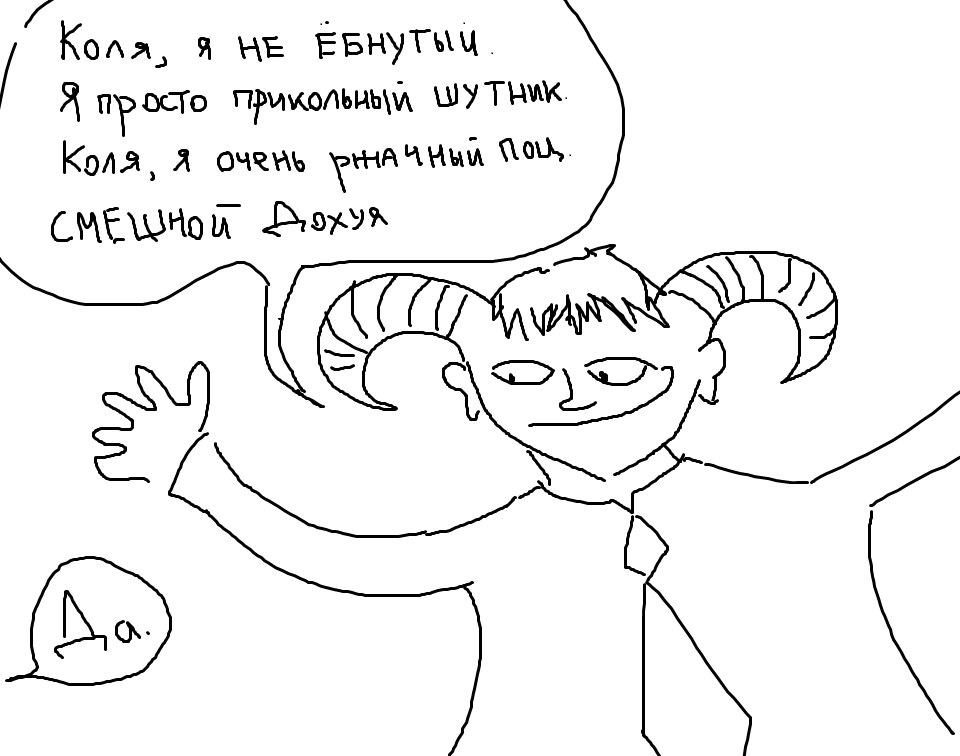 Коля, я НЕ ЁБНУТЫЙ.
Я просто прикольный шутник.
Коля, я очень ржачный поц.
СМЕШНОЙ Дохуя
Да.